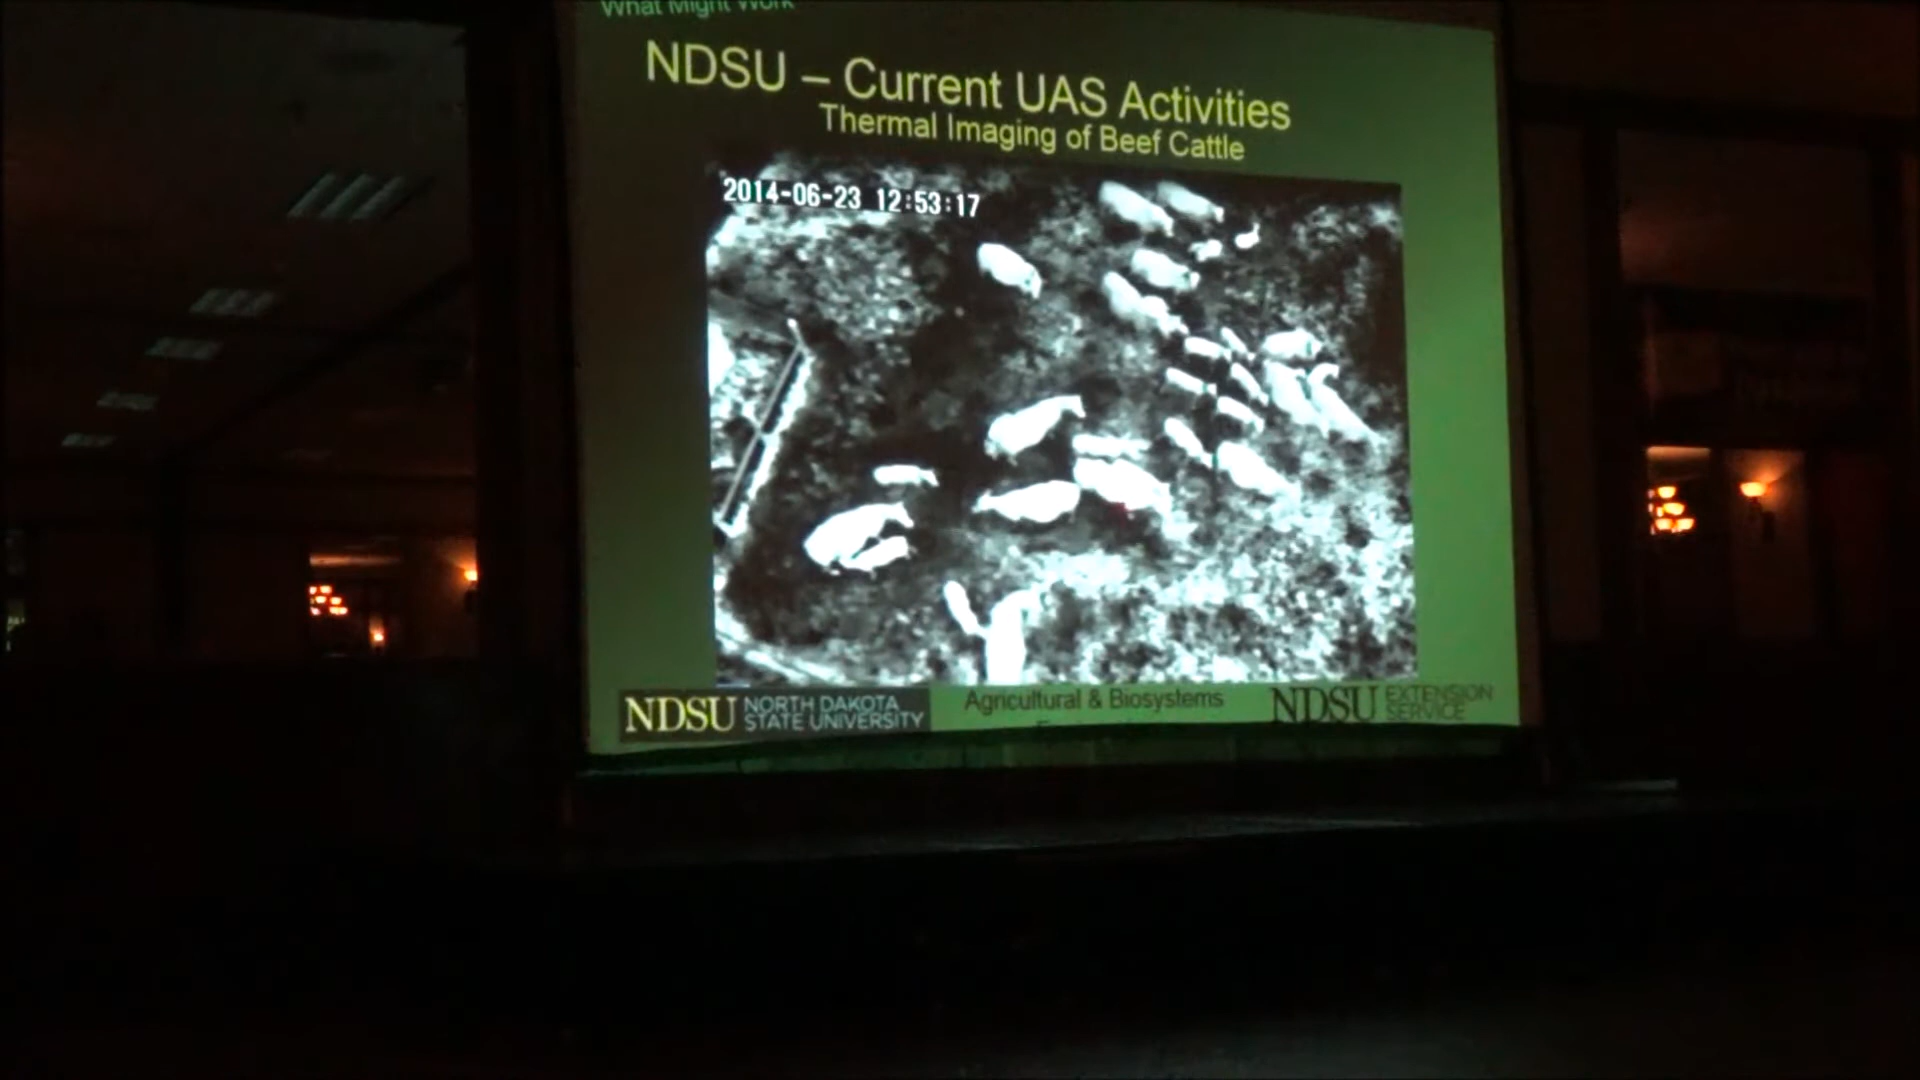 What Might Work
NDSU – Current UAS Activities
Thermal Imaging of Beef Cattle
2014-06-23 12:53:17
NDSU NORTH DAKOTA
STATE UNIVERSITY
Agricultural & Biosystems
NDSU EXTENSION
SERVICE